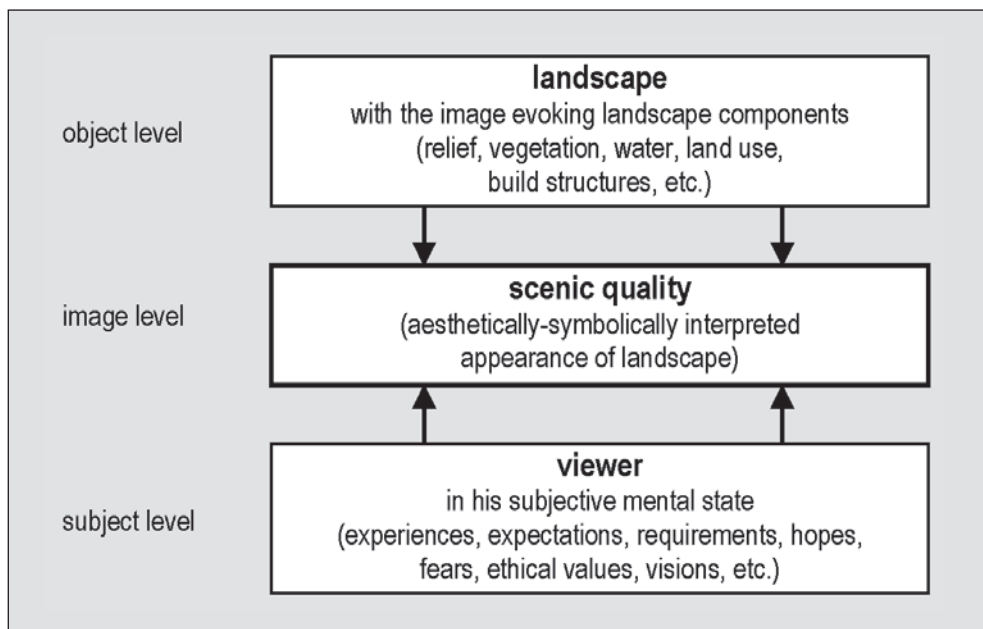 landscape
with the image evoking landscape components
object level
(relief, vegetation, water, land use,
build structures, etc.)
scenic quality
image level
(aesthetically-symbolically interpreted
appearance of landscape)
viewer
in his subjective mental state
subject level
(experiences, expectations, requirements, hopes,
fears, ethical values, visions, etc.)